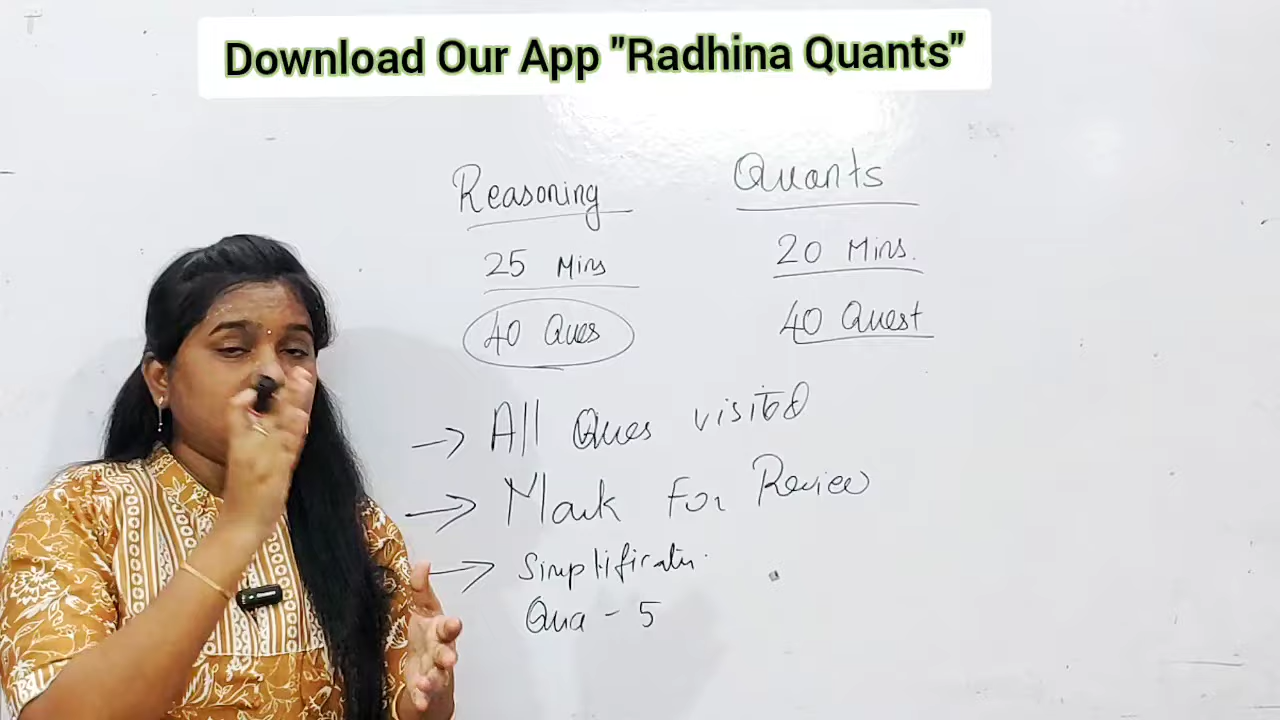 Download Our App "Radhina Quants"
Reasoning
25 Mins
40 Ques
Quants
20 Mins.
40 Quest
→ All Ques visited
→ Mark For Review
→ Simplificatn.
Qua - 5